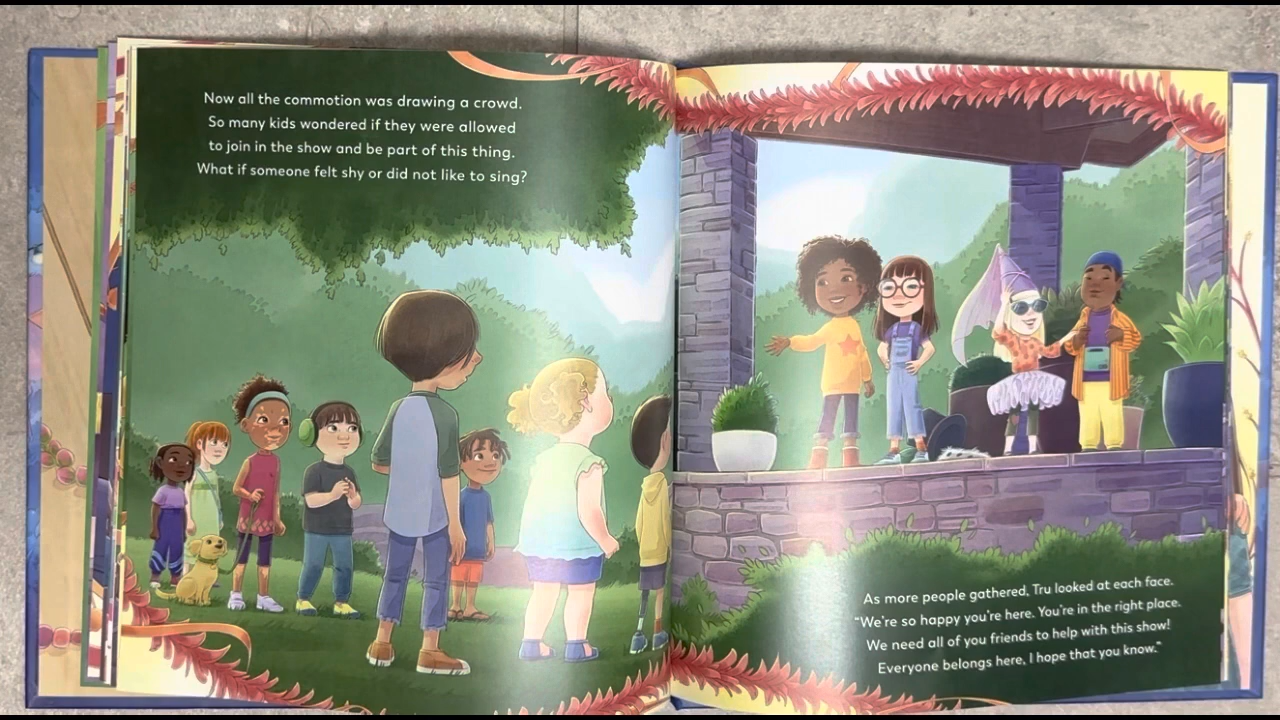 Now all the commotion was drawing a crowd.
So many kids wondered if they were allowed
to join in the show and be part of this thing.
What if someone felt shy or did not like to sing?
As more people gathered, Tru looked at each face.
“We’re so happy you’re here. You’re in the right place.
We need all of you friends to help with this show!
Everyone belongs here, I hope that you know.”